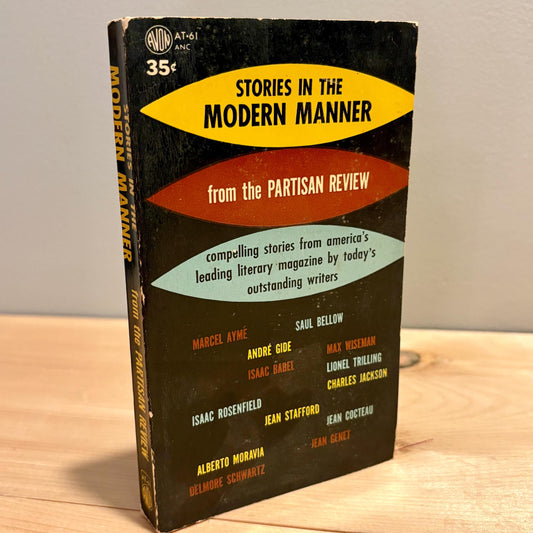 AVON
AT•61
ANC
35¢
STORIES IN THE
MODERN MANNER
from the PARTISAN REVIEW
compelling stories from america's
leading literary magazine by today's
outstanding writers
SAUL BELLOW
MARCEL AYMÉ
ANDRÉ GIDE
MAX WISEMAN
ISAAC BABEL
LIONEL TRILLING
CHARLES JACKSON
ISAAC ROSENFIELD
JEAN STAFFORD
JEAN COCTEAU
JEAN GENET
ALBERTO MORAVIA
DELMORE SCHWARTZ
STORIES IN THE
MODERN MANNER
from the PARTISAN REVIEW